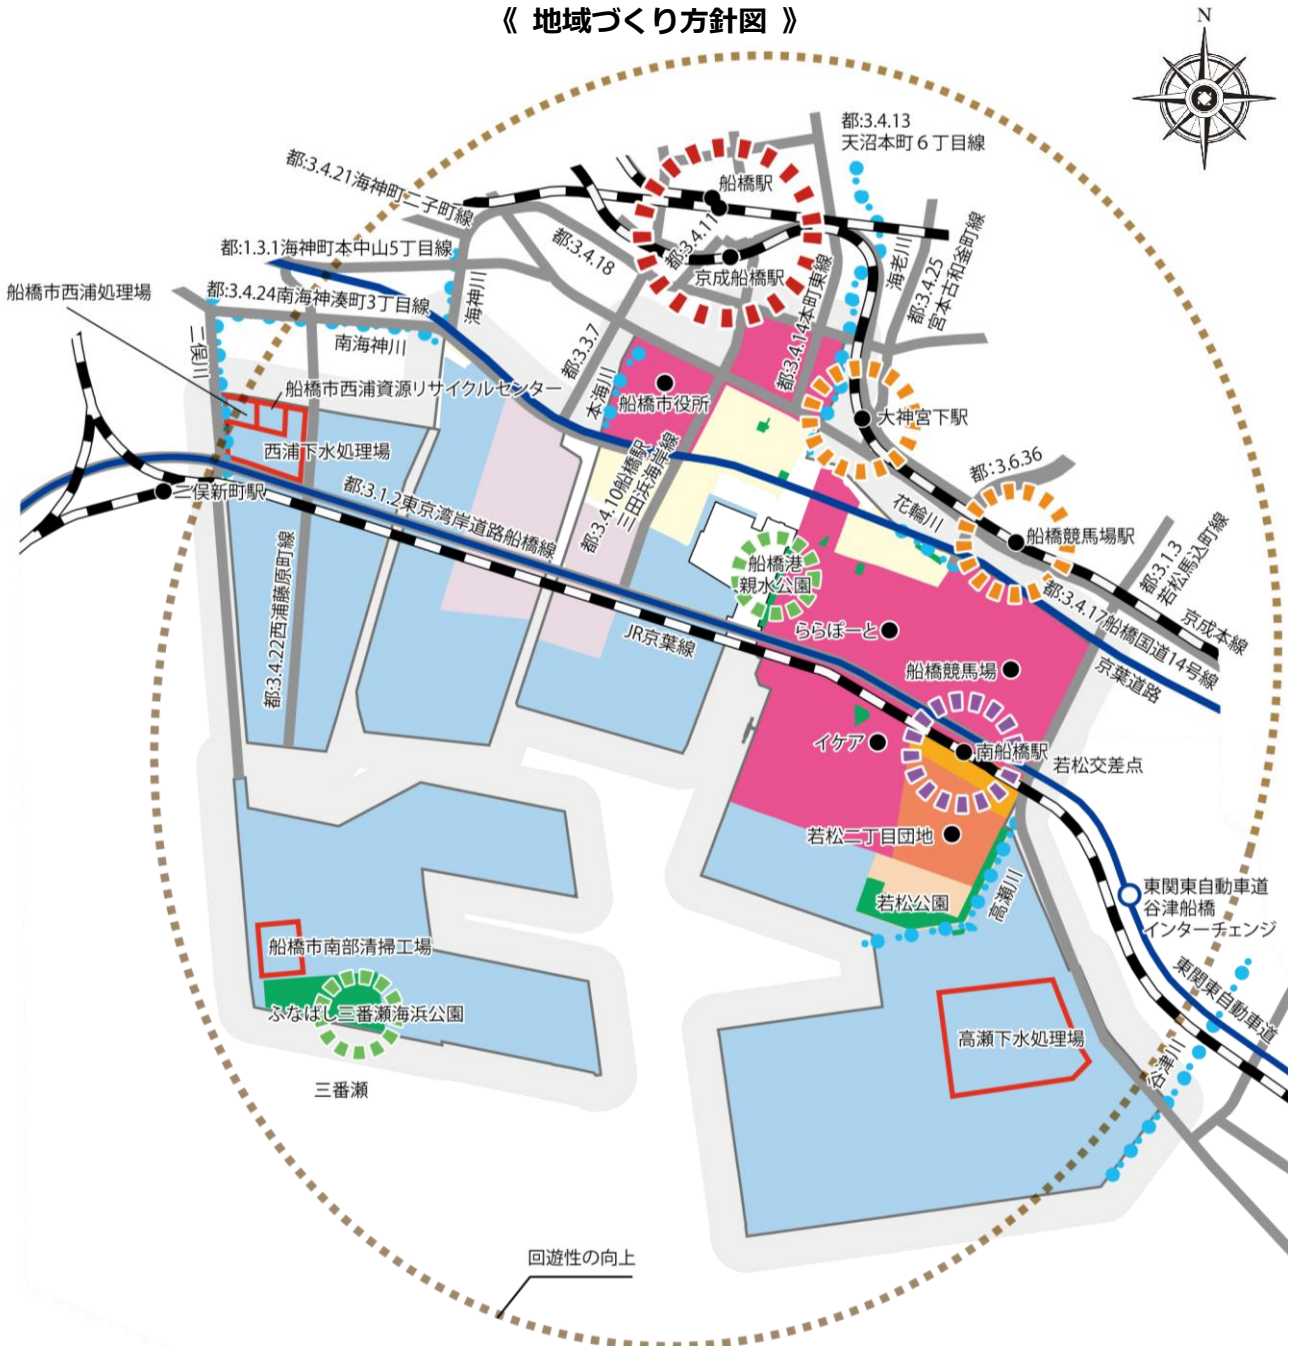 《 地域づくり方針図 》
N
都:3.4.13
天沼本町６丁目線
船橋駅
都:3.4.21海神町二子町線
都:3.4.11
都:3.4.18
京成船橋駅
都:1.3.1海神町本中山5丁目線
海老川
都:3.4.25
宮本古和釜町線
船橋市西浦処理場
都:3.4.24南海神湊町3丁目線
海神川
都:3.4.14本町東線
二俣川
南海神川
都:3.3.7
本海川
船橋市西浦資源リサイクルセンター
船橋市役所
大神宮下駅
西浦下水処理場
都:3.6.36
二俣新町駅
都:3.1.2東京湾岸道路船橋線
都:3.4.10船橋駅
三田浜海岸線
花輪川
船橋競馬場駅
都:3.1.3
若松馬込町線
船橋港
親水公園
都:3.4.17船橋国道14号線
京成本線
都:3.4.22西浦藤原町線
JR京葉線
ららぽーと
船橋競馬場
京葉道路
イケア
南船橋駅
若松交差点
若松二丁目団地
若松公園
高瀬川
東関東自動車道
谷津船橋
インターチェンジ
船橋市南部清掃工場
ふなばし三番瀬海浜公園
東関東自動車道
高瀬下水処理場
谷津川
三番瀬
回遊性の向上